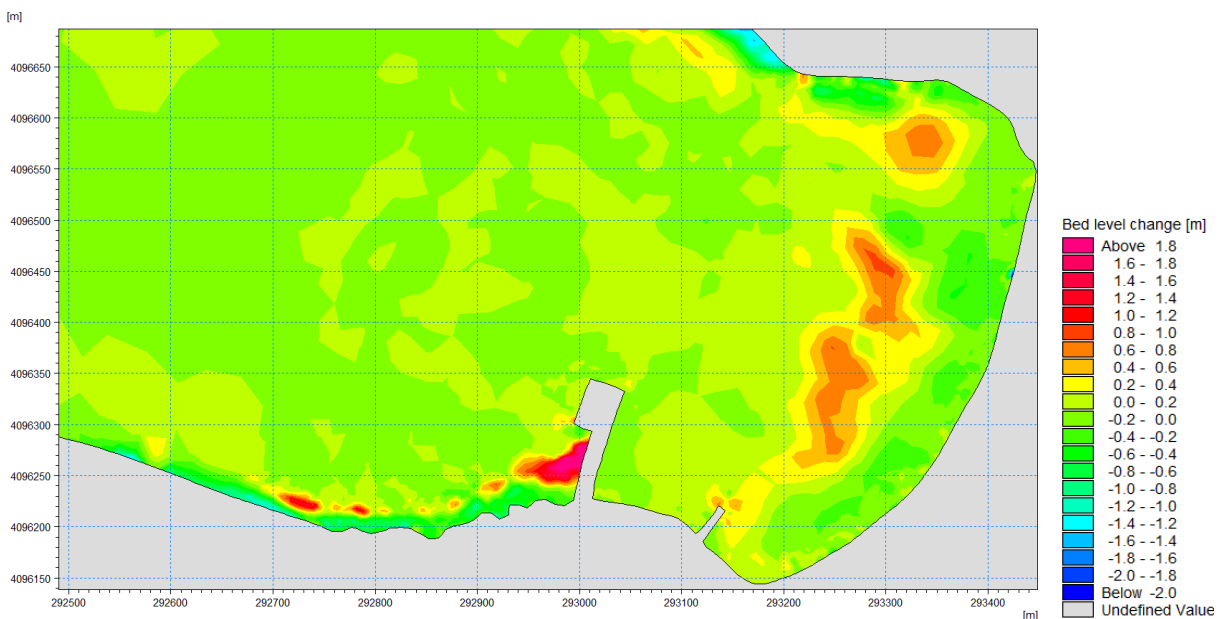 [m]
4096650
4096600
4096550
4096500
4096450
4096400
4096350
4096300
4096250
4096200
4096150
292500 292600 292700 292800 292900 293000 293100 293200 293300 293400
[m]
Bed level change [m]
Above 1.8
1.6 - 1.8
1.4 - 1.6
1.2 - 1.4
1.0 - 1.2
0.8 - 1.0
0.6 - 0.8
0.4 - 0.6
0.2 - 0.4
0.0 - 0.2
-0.2 - 0.0
-0.4 - -0.2
-0.6 - -0.4
-0.8 - -0.6
-1.0 - -0.8
-1.2 - -1.0
-1.4 - -1.2
-1.6 - -1.4
-1.8 - -1.6
-2.0 - -1.8
Below -2.0
Undefined Value